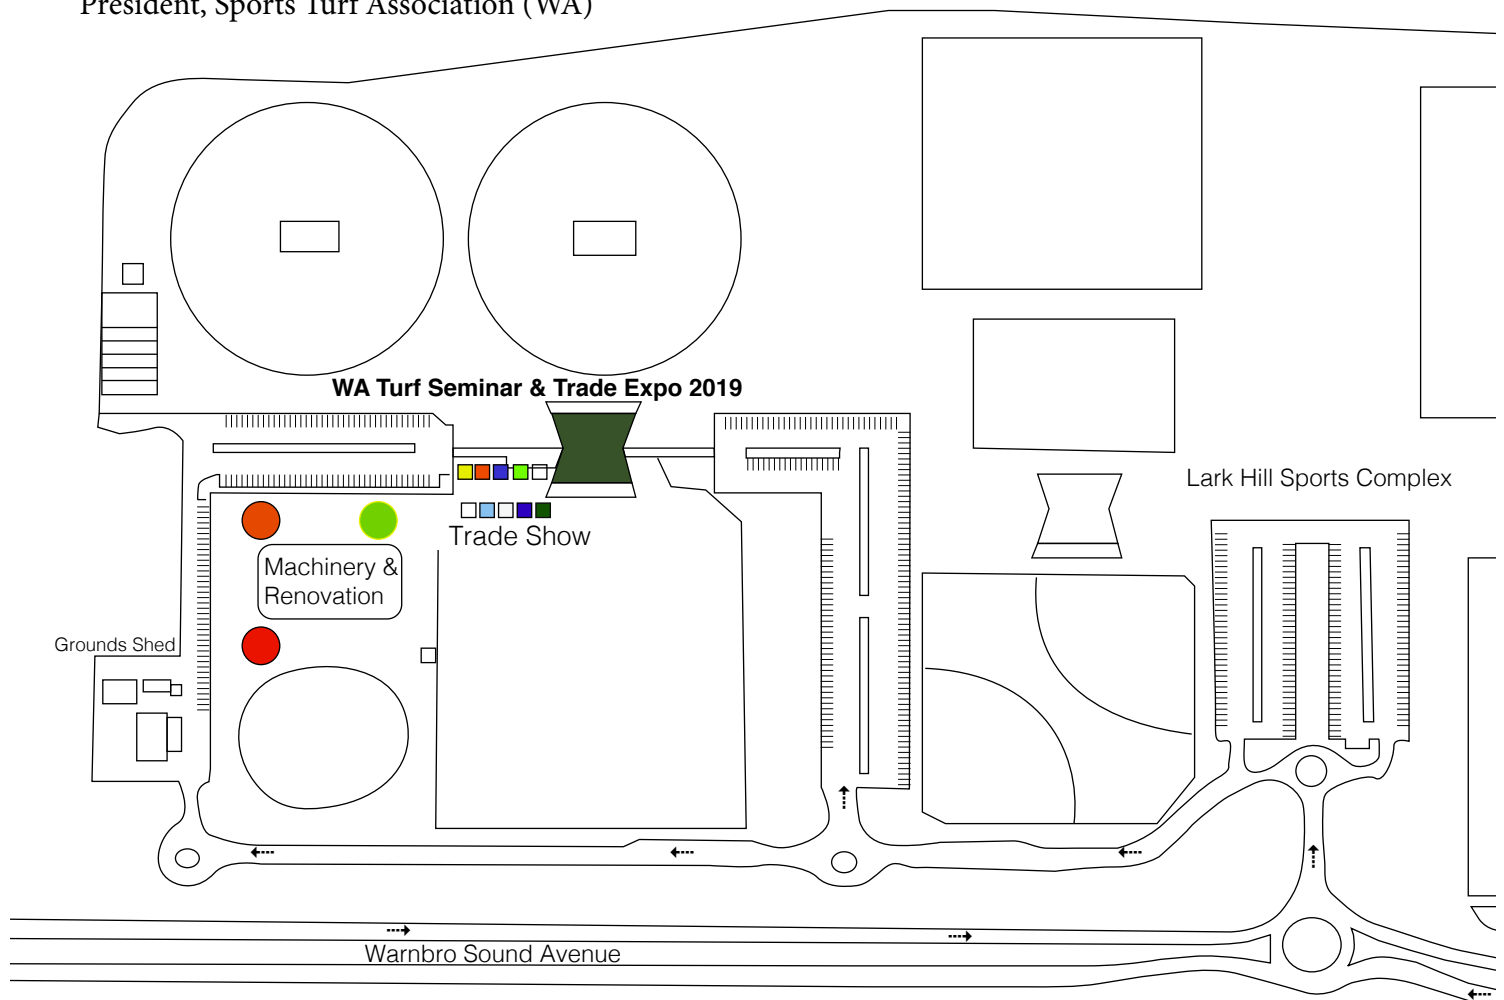 President, Sports Turf Association (WA)
WA Turf Seminar & Trade Expo 2019
Lark Hill Sports Complex
Trade Show
Machinery &
Renovation
Grounds Shed
Warnbro Sound Avenue